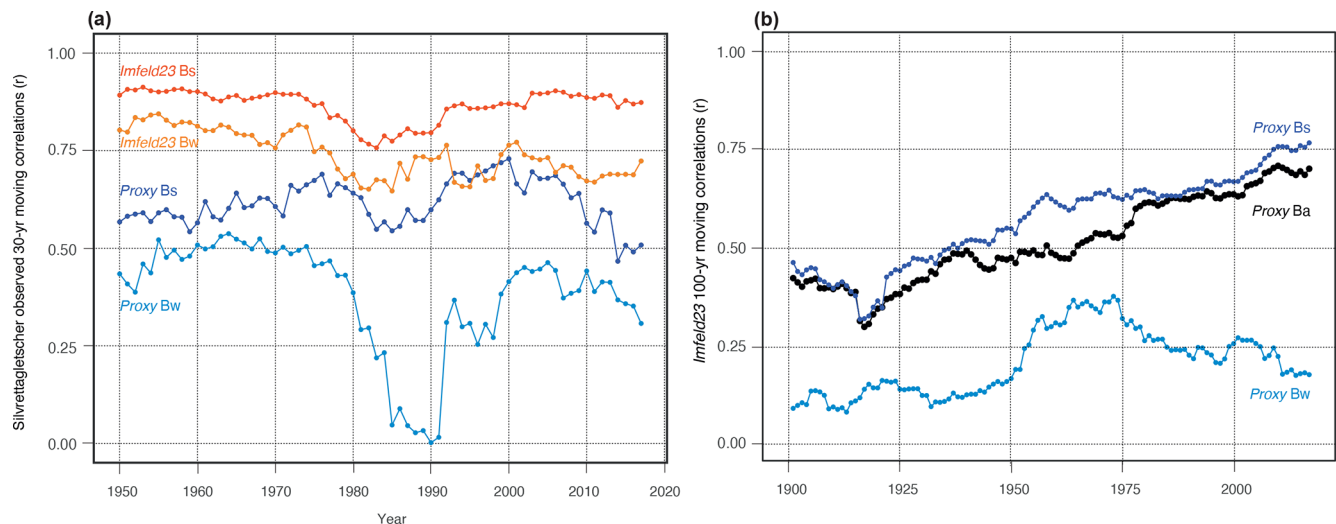 (a)
Silvrettagletscher observed 30-yr moving correlations (r)
1.00
0.75
0.50
0.25
0.00
Imfeld23 Bs
Imfeld23 Bw
Proxy Bs
Proxy Bw
1950
1960
1970
1980
1990
2000
2010
2020
Year
(b)
Imfeld23 100-yr moving correlations (r)
1.00
0.75
0.50
0.25
0.00
Proxy Bs
Proxy Ba
Proxy Bw
1900
1925
1950
1975
2000